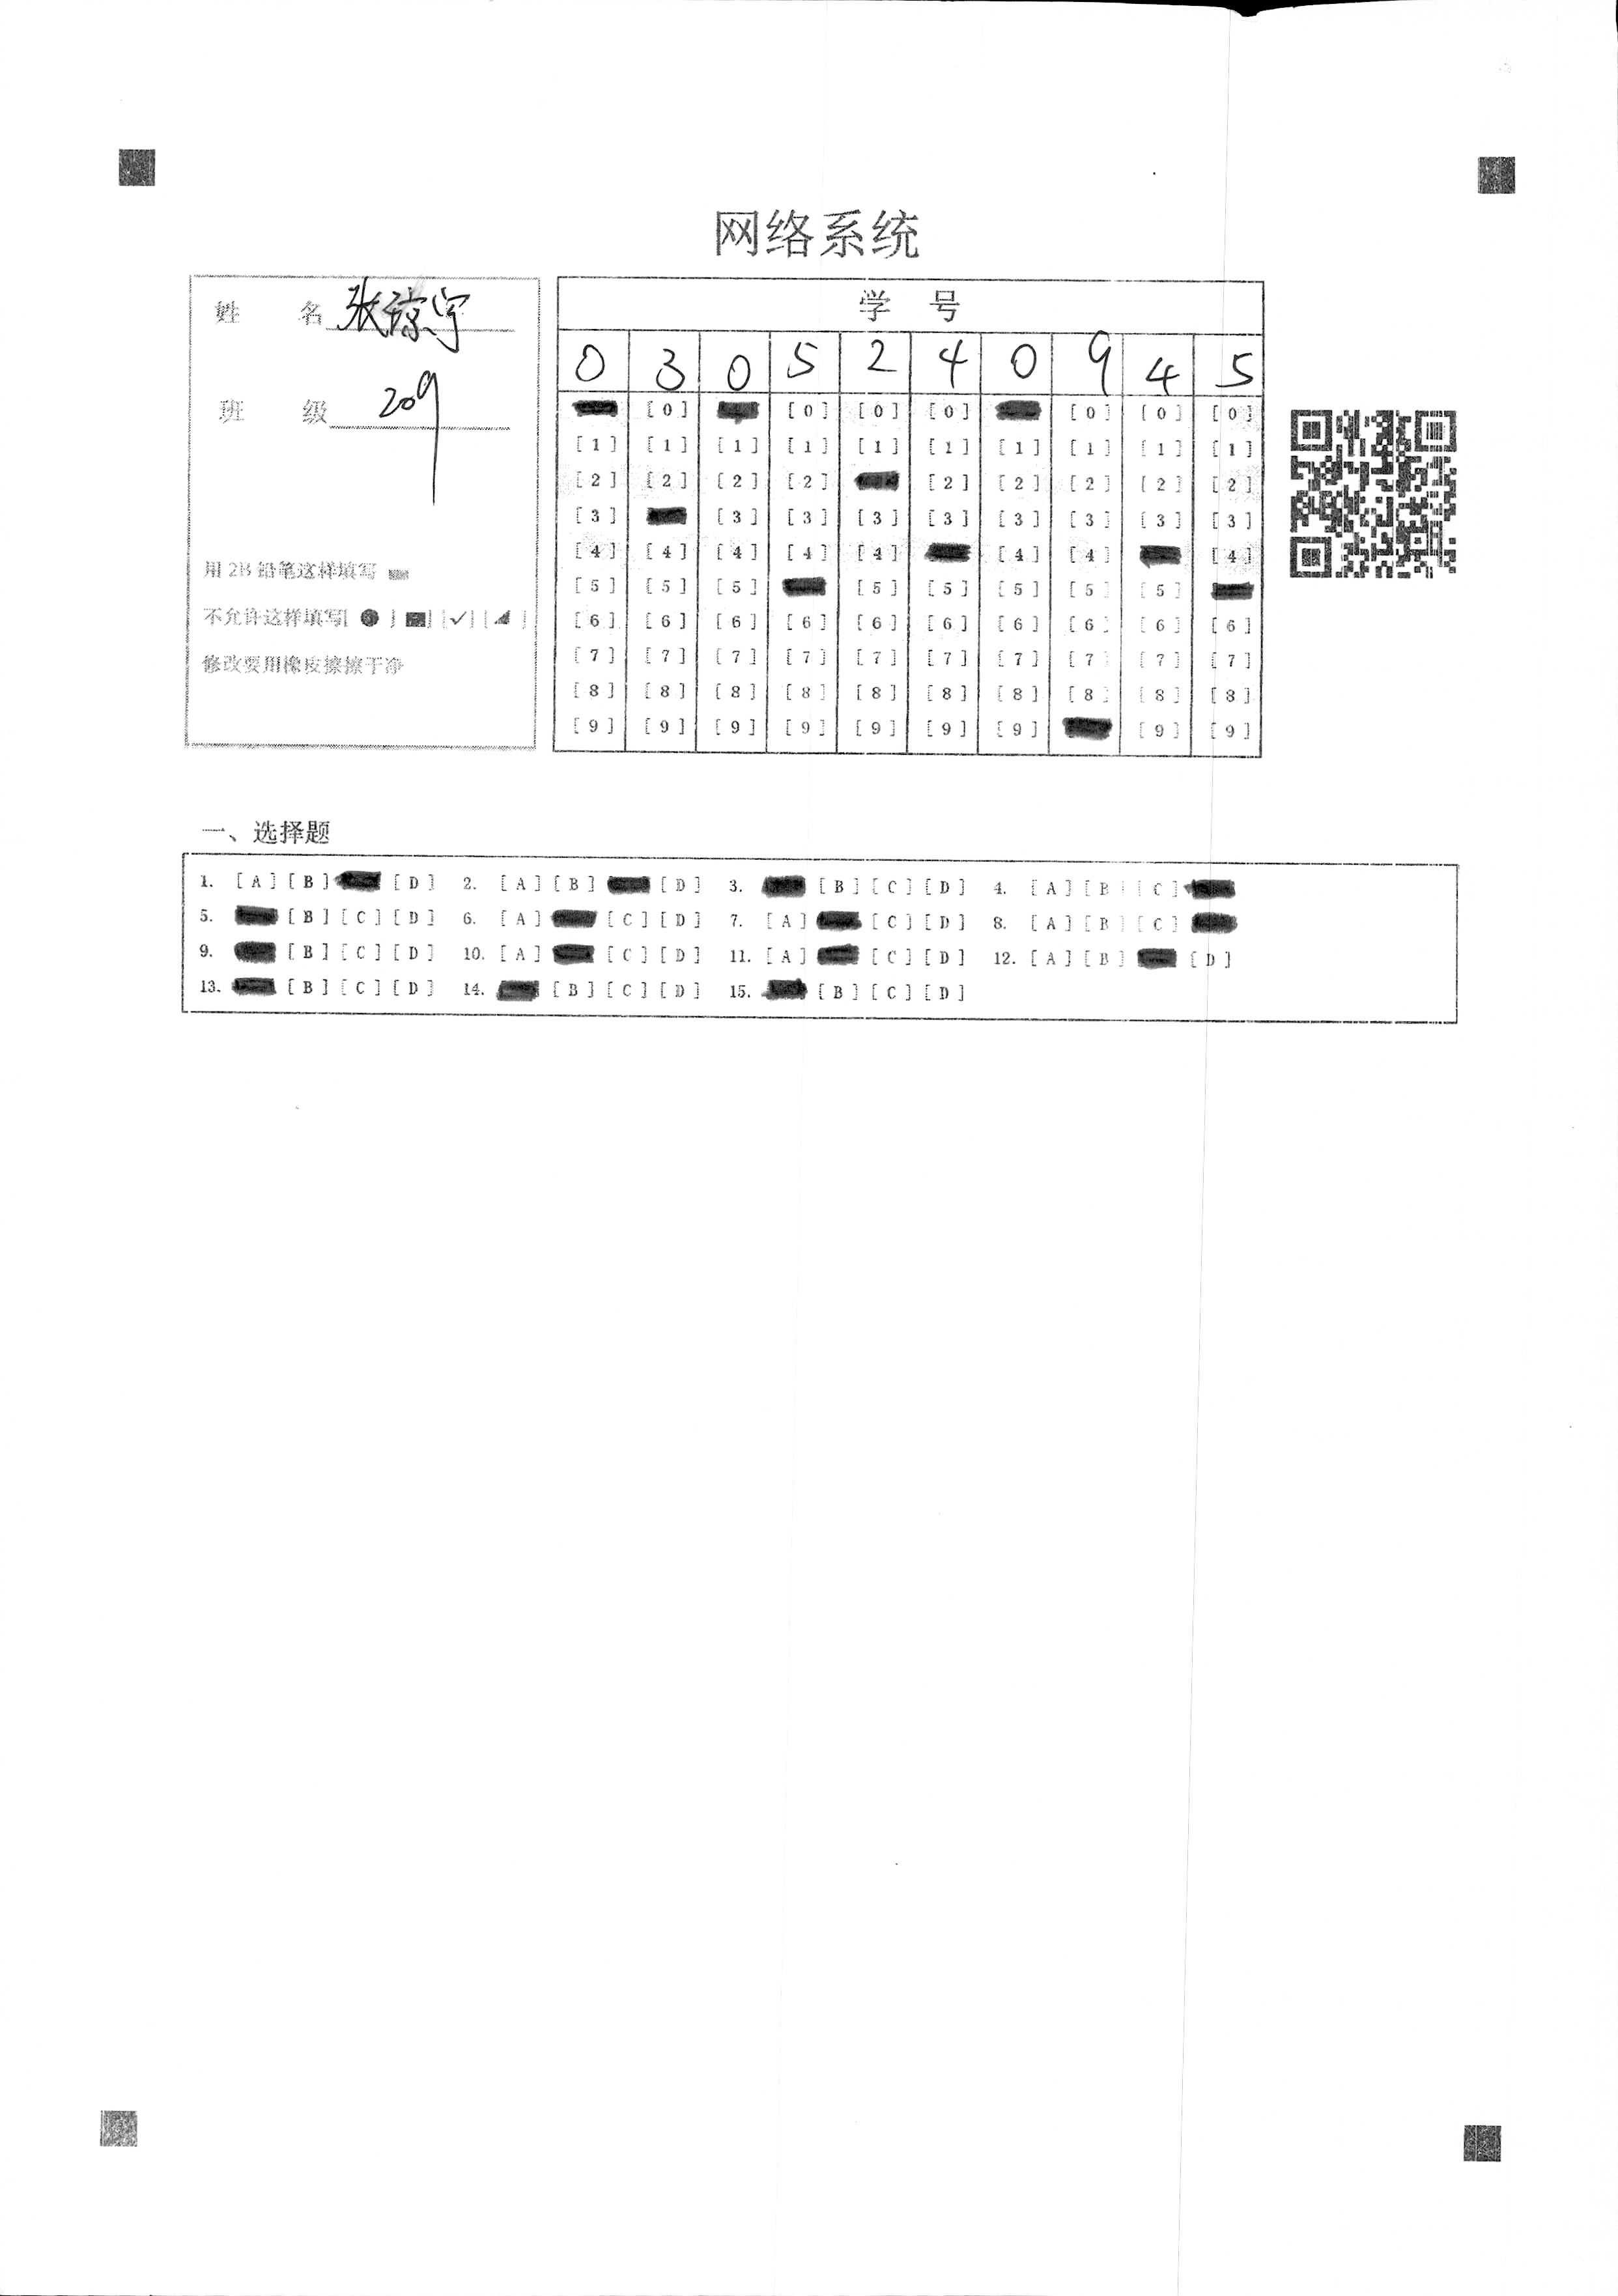 网络系统
姓 名 张琼宇
班 级 209
用 2B 铅笔这样填写
不允许这样填写[●] [■] [✓] [◢]
修改要用橡皮擦擦干净
学 号
0 3 0 5 2 4 0 9 4 5
[0] [0] [0] [0] [0] [0] [0]
[1] [1] [1] [1] [1] [1] [1] [1] [1] [1]
[2] [2] [2] [2] [2] [2] [2] [2] [2]
[3] [3] [3] [3] [3] [3] [3] [3] [3]
[4] [4] [4] [4] [4] [4] [4] [4]
[5] [5] [5] [5] [5] [5] [5] [5]
[6] [6] [6] [6] [6] [6] [6] [6] [6] [6]
[7] [7] [7] [7] [7] [7] [7] [7] [7] [7]
[8] [8] [8] [8] [8] [8] [8] [8] [8] [8]
[9] [9] [9] [9] [9] [9] [9] [9] [9]
一、选择题
1. [A] [B] [D] 2. [A] [B] [D] 3. [B] [C] [D] 4. [A] [B] [C]
5. [B] [C] [D] 6. [A] [C] [D] 7. [A] [C] [D] 8. [A] [B] [C]
9. [B] [C] [D] 10. [A] [C] [D] 11. [A] [C] [D] 12. [A] [B] [D]
13. [B] [C] [D] 14. [B] [C] [D] 15. [B] [C] [D]